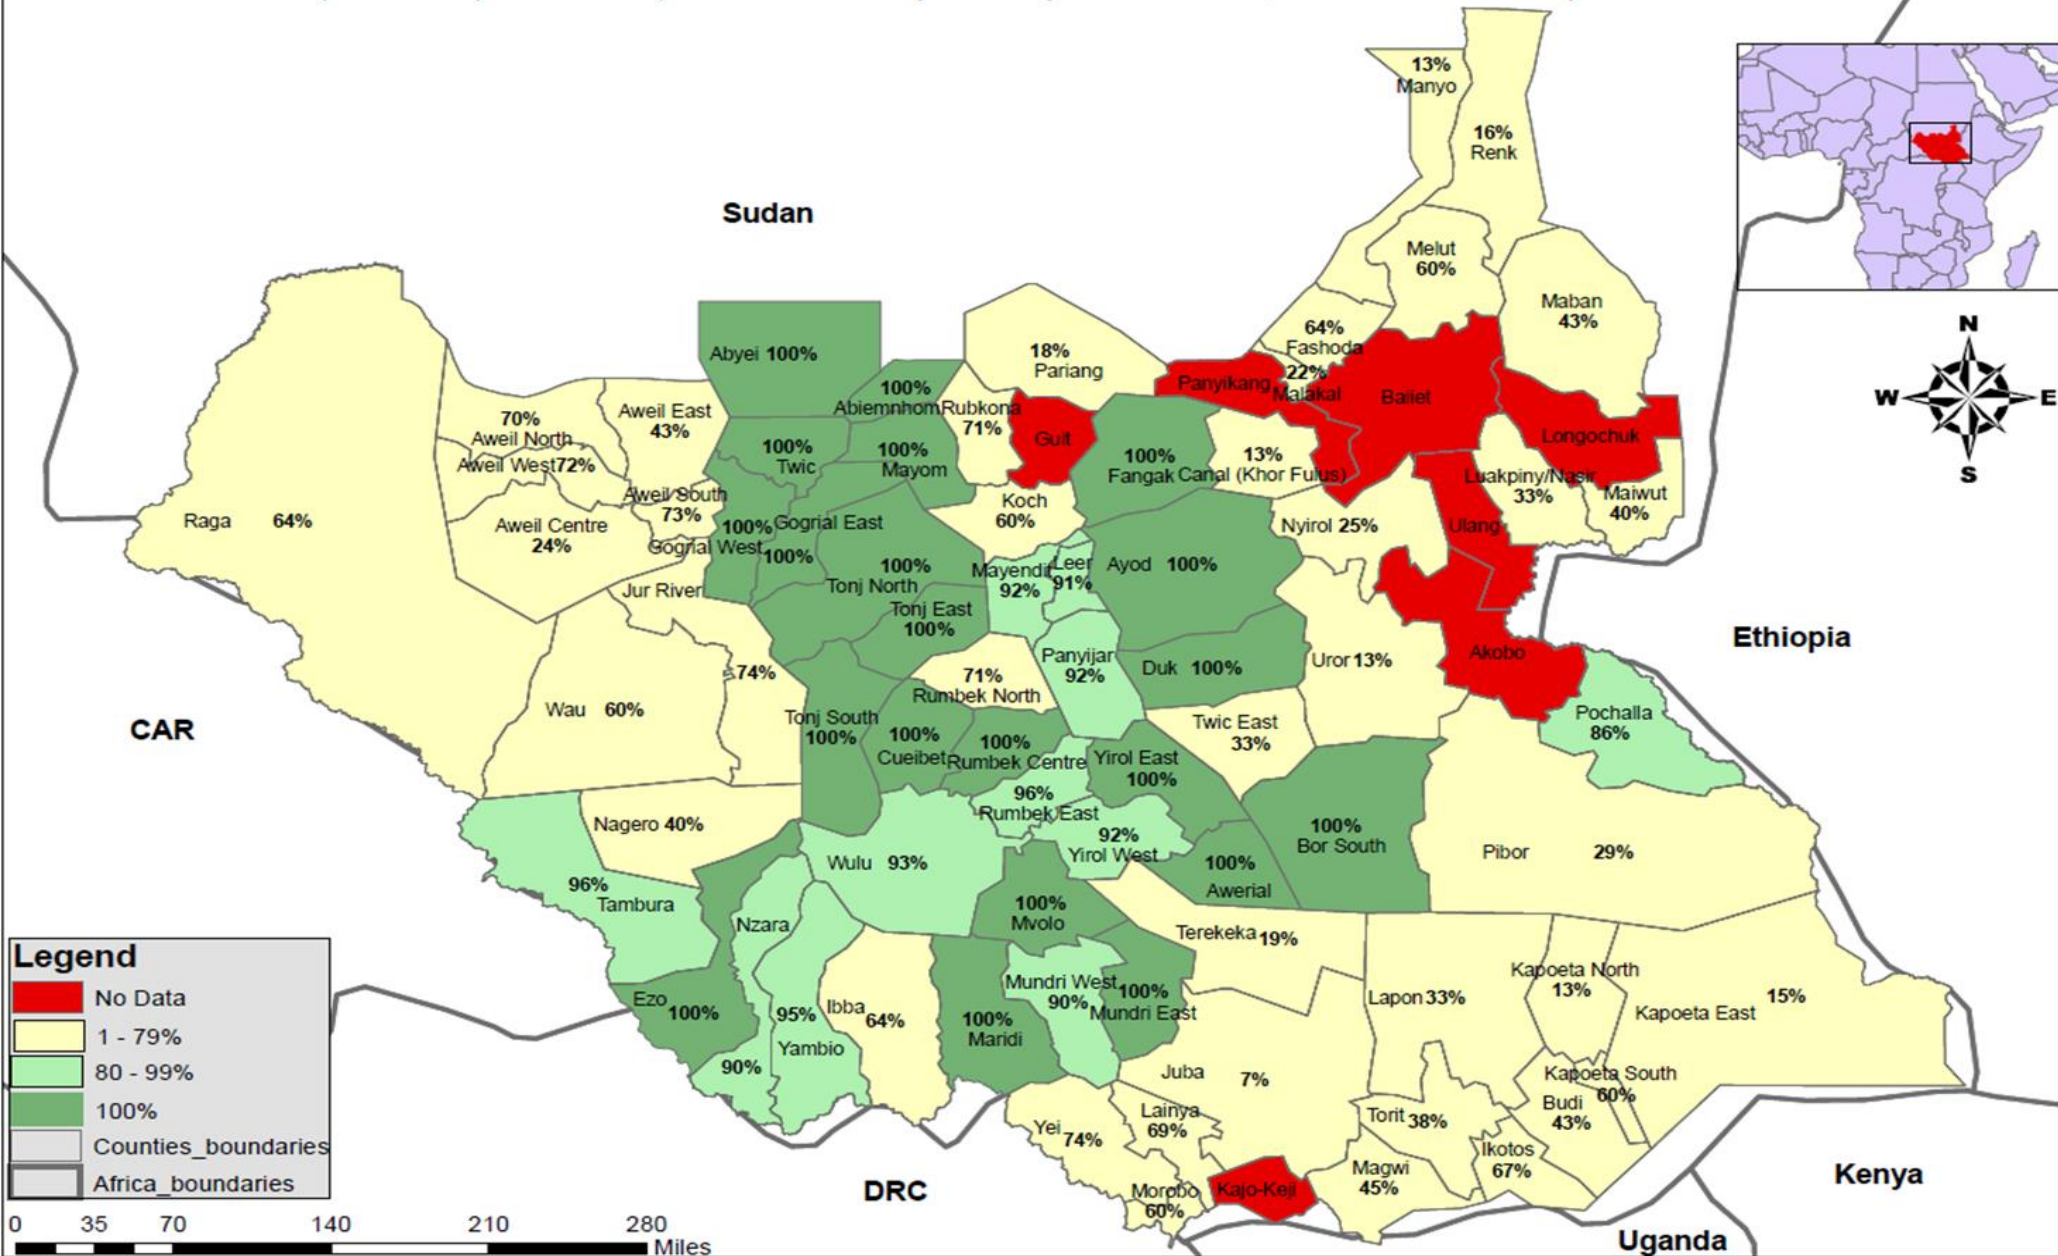 13%
Manyo
16%
Renk
Sudan
Melut
60%
Maban
43%
N
W E
S
64%
Fashoda
22%
Malakal
Panyikang
Baliet
18%
Pariang
Abyei 100%
100%
Abiemnhom
Rubkona
71%
Guit
100%
Fangak
13%
Canal (Khor Fulus)
Longochuk
Luakpiny/Nasir
33%
Maiwut
40%
70%
Aweil North
Aweil East
43%
Aweil West 72%
100%
Twic
100%
Mayom
Koch
60%
Raga 64%
Aweil Centre
24%
Aweil South
73%
100%
Gogrial West
Gogrial East
100%
Nyirol 25%
Ulang
100%
Tonj North
Mayendit
92%
Leer
91%
Ayod 100%
Jur River
74%
Tonj East
100%
Ethiopia
Akobo
Uror 13%
Panyijar
92%
Duk 100%
71%
Rumbek North
CAR
Wau 60%
Tonj South
100%
100%
Cueibet
100%
Rumbek Centre
Yirol East
100%
Twic East
33%
Pochalla
86%
Nagero 40%
96%
Rumbek East
92%
Yirol West
100%
Bor South
Pibor 29%
Wulu 93%
100%
Awerial
96%
Tambura
Nzara
90%
100%
Mvolo
Terekeka 19%
Ezo 100%
95%
Yambio
Ibba
64%
100%
Maridi
Mundri West
90%
100%
Mundri East
Lapon 33%
Kapoeta North
13%
15%
Kapoeta East
Juba 7%
Kapoeta South
60%
Budi
43%
Torit 38%
Lainya
69%
Yei 74%
Ikotos
67%
Magwi
45%
Morobo
60%
Kajo-Keji
DRC
Kenya
Uganda
Legend
No Data
1 - 79%
80 - 99%
100%
Counties_boundaries
Africa_boundaries
0 35 70 140 210 280
Miles